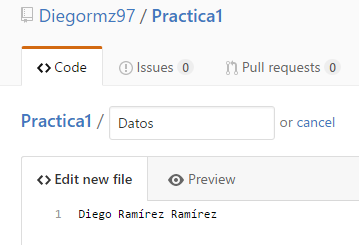 Diegormz97 / Practica1
Code Issues 0 Pull requests 0
Practica1 / Datos or cancel
Edit new file Preview
1 Diego Ramírez Ramírez